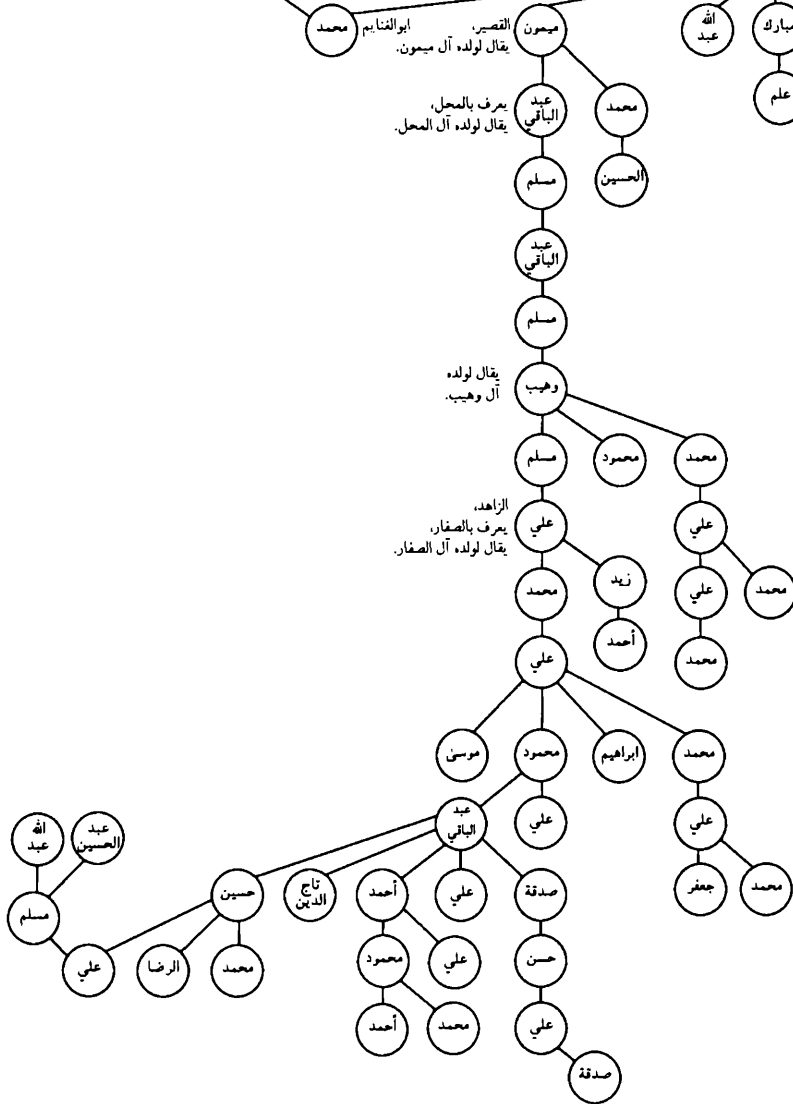 مبارك
الله
عبد
ميمون
القصير،
يقال لولده آل ميمون.
ابوالغنايم
محمد
علم
محمد
عبد
الباقي
يعرف بالمحل،
يقال لولده آل المحل.
الحسين
مسلم
عبد
الباقي
مسلم
وهيب
يقال لولده
آل وهيب.
محمد
محمود
مسلم
علي
علي
الزاهد،
يعرف بالصفار،
يقال لولده آل الصفار.
محمد
علي
زيد
محمد
محمد
أحمد
علي
محمد
ابراهيم
محمود
موسى
علي
علي
عبد
الباقي
عبد
الحسين
الله
عبد
محمد
جعفر
صدقة
علي
أحمد
تاج
الدين
حسين
مسلم
حسن
علي
محمود
محمد
الرضا
علي
علي
محمد
أحمد
صدقة